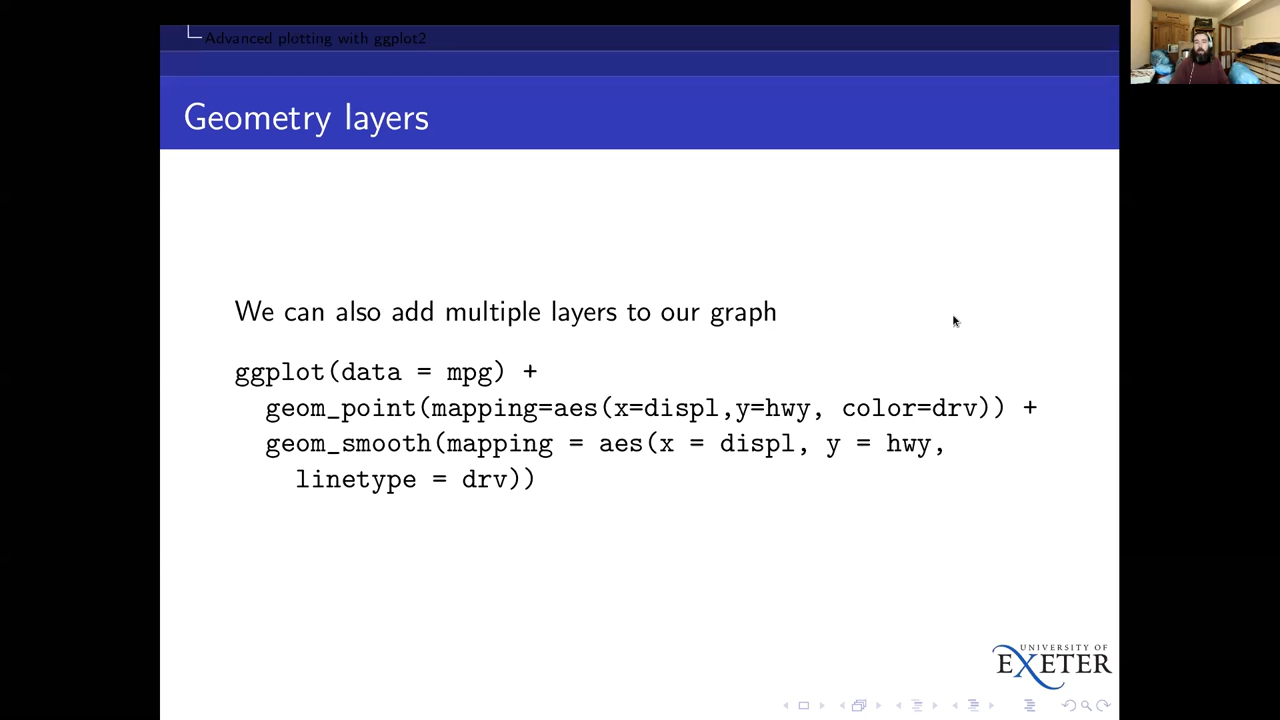 Advanced plotting with ggplot2
Geometry layers
We can also add multiple layers to our graph
ggplot(data = mpg) +
geom_point(mapping=aes(x=displ,y=hwy, color=drv)) +
geom_smooth(mapping = aes(x = displ, y = hwy,
linetype = drv))
UNIVERSITY OF
EXETER